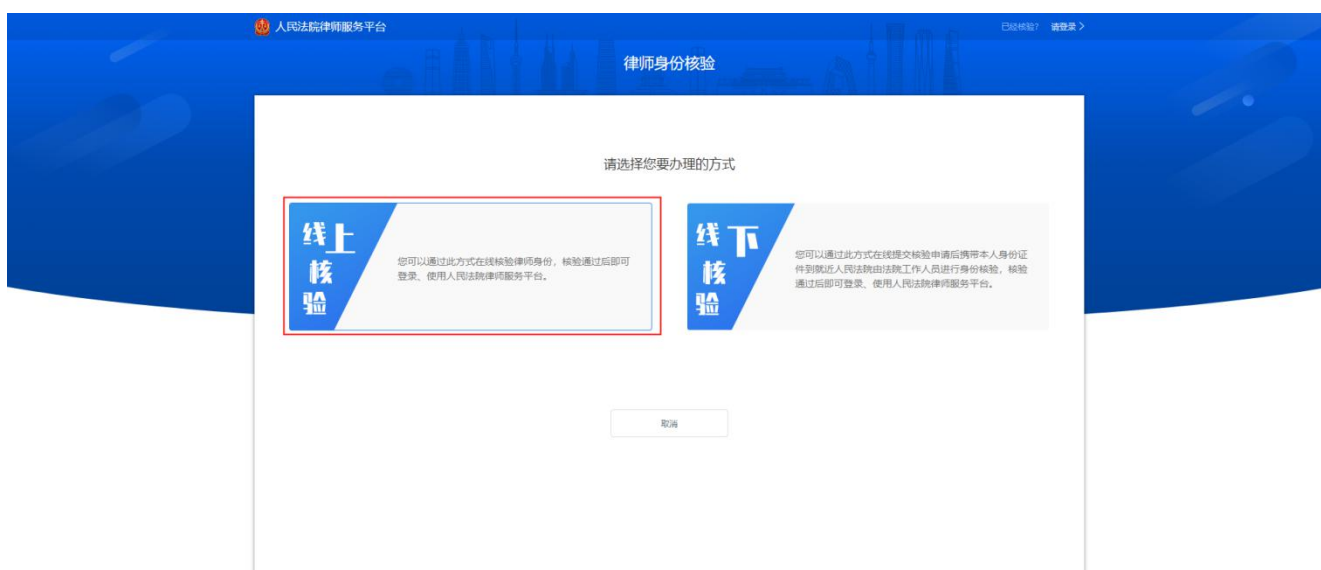 人民法院律师服务平台
已经核验? 请登录 >
律师身份核验
请选择您要办理的方式
线上核验
您可以通过此方式在线核验律师身份，核验通过后即可
登录、使用人民法院律师服务平台。
线下核验
您可以通过此方式在线提交核验申请后携带本人身份证
件到就近人民法院由法院工作人员进行身份核验，核验
通过后即可登录、使用人民法院律师服务平台。
取消